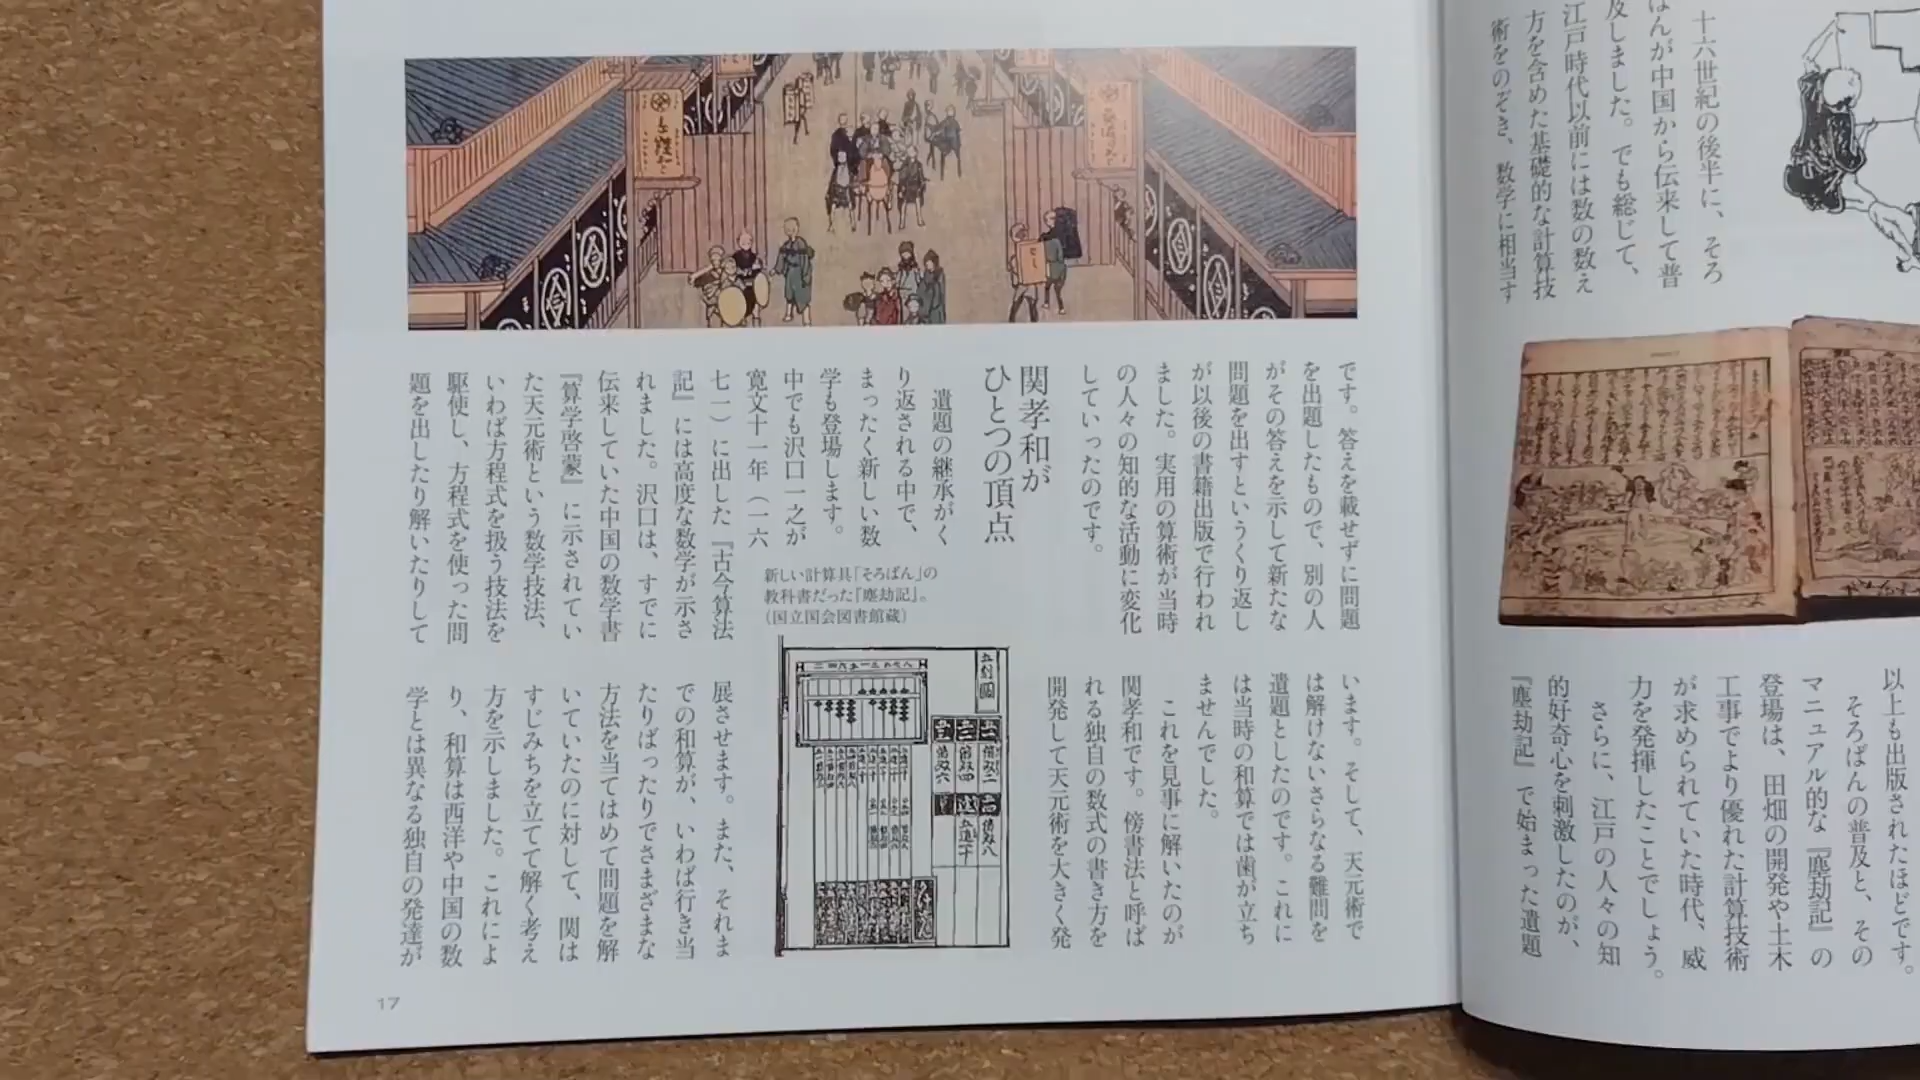 十六世紀の後半に、そろ
ばんが中国から伝来して普
及しました。でも総じて、
江戸時代以前には数の数え
方を含めた基礎的な計算技
術をのぞき、数学に相当す
以上も出版されたほどです。
そろばんの普及と、その
マニュアル的な『塵劫記』の
登場は、田畑の開発や土木
工事でより優れた計算技術
が求められていた時代、威
力を発揮したことでしょう。
さらに、江戸の人々の知
的好奇心を刺激したのが、
『塵劫記』で始まった遺題
です。答えを載せずに問題
を出題したもので、別の人
がその答えを示して新たな
問題を出すというくり返し
が以後の書籍出版で行われ
ました。実用の算術が当時
の人々の知的な活動に変化
していったのです。
関孝和が
ひとつの頂点
遺題の継承がく
り返される中で、
まったく新しい数
学も登場します。
中でも沢口一之が
寛文十一年（一六
七一）に出した『古今算法
記』には高度な数学が示さ
れました。沢口は、すでに
伝来していた中国の数学書
『算学啓蒙』に示されてい
た天元術という数学技法、
いわば方程式を扱う技法を
駆使し、方程式を使った問
題を出したり解いたりして
います。そして、天元術で
は解けないさらなる難問を
遺題としたのです。これに
は当時の和算では歯が立ち
ませんでした。
これを見事に解いたのが
関孝和です。傍書法と呼ば
れる独自の数式の書き方を
開発して天元術を大きく発
展させます。また、それま
での和算が、いわば行き当
たりばったりでさまざまな
方法を当てはめて問題を解
いていたのに対して、関は
すじみちを立てて解く考え
方を示しました。これによ
り、和算は西洋や中国の数
学とは異なる独自の発達が
新しい計算具「そろばん」の
教科書だった『塵劫記』。
（国立国会図書館蔵）
17